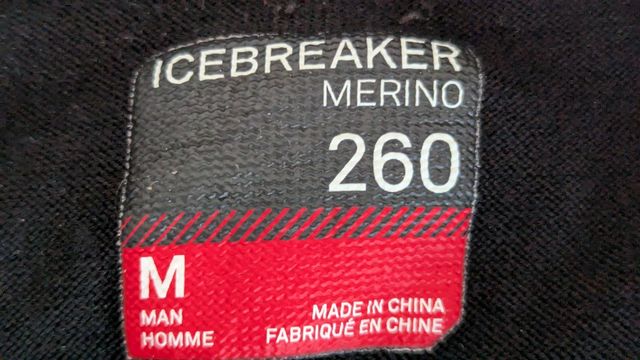 ICEBREAKER
MERINO
260
M
MAN
HOMME
MADE IN CHINA
FABRIQUÉ EN CHINE